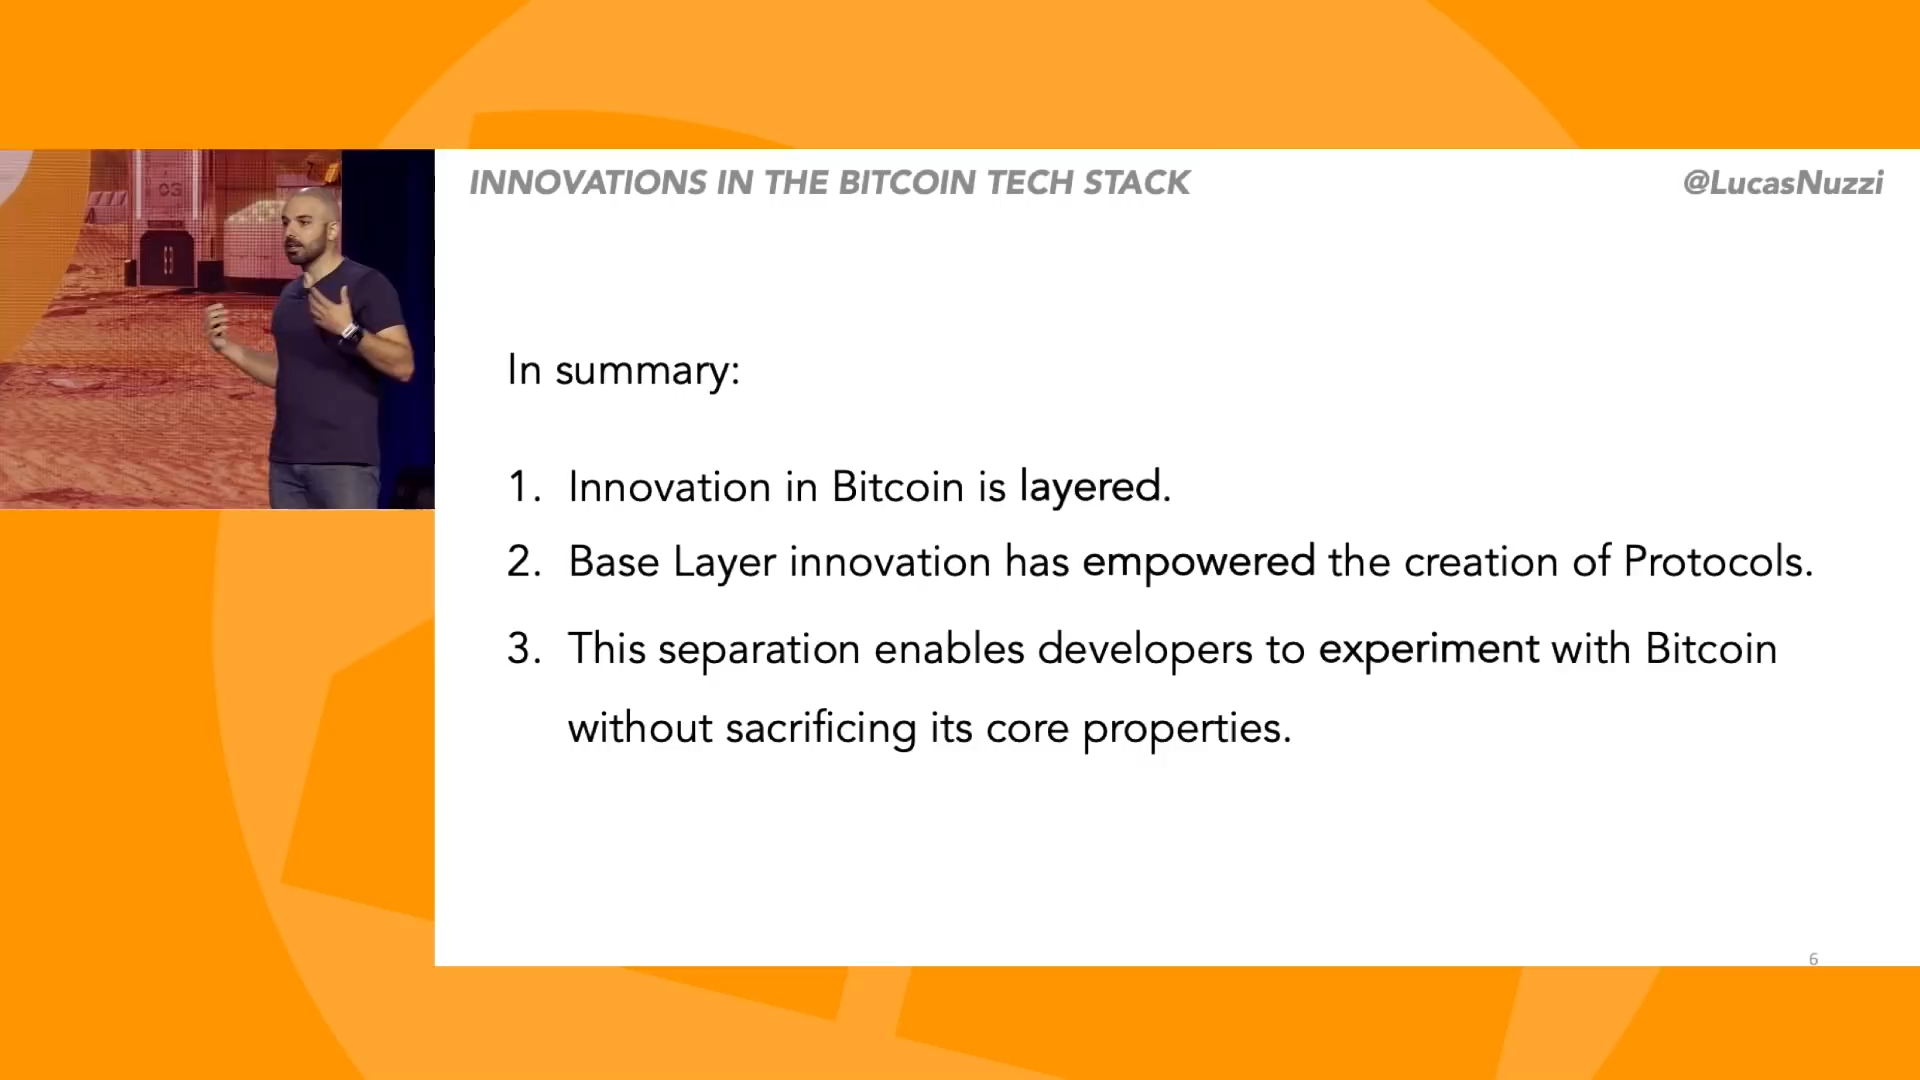 INNOVATIONS IN THE BITCOIN TECH STACK
@LucasNuzzi
03
In summary:
1. Innovation in Bitcoin is layered.
2. Base Layer innovation has empowered the creation of Protocols.
3. This separation enables developers to experiment with Bitcoin
without sacrificing its core properties.
6